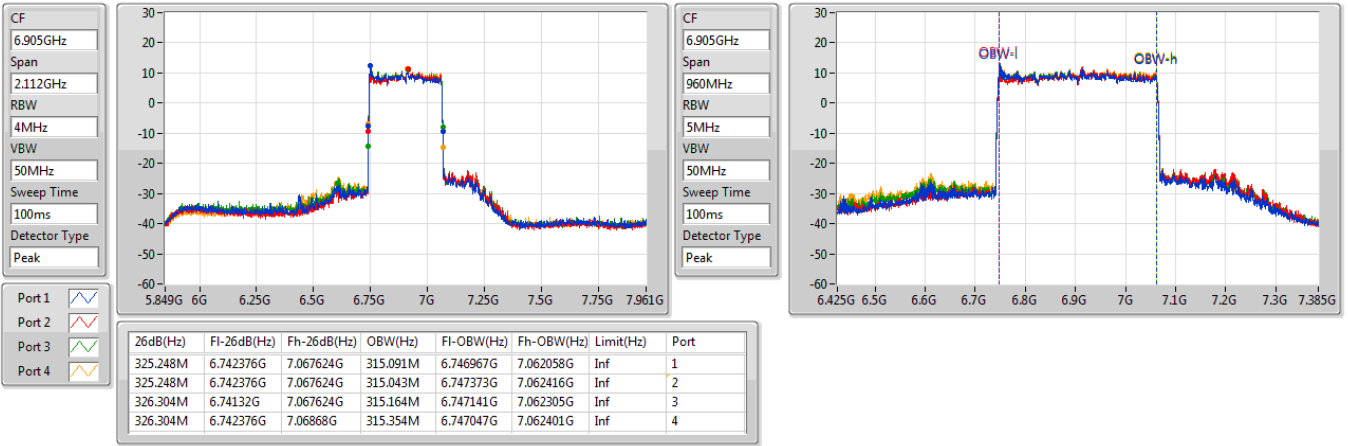 CF
6.905GHz
Span
2.112GHz
RBW
4MHz
VBW
50MHz
Sweep Time
100ms
Detector Type
Peak
30
20
10
0
-10
-20
-30
-40
-50
-60
5.849G 6G 6.25G 6.5G 6.75G 7G 7.25G 7.5G 7.75G 7.961G
CF
6.905GHz
Span
960MHz
RBW
5MHz
VBW
50MHz
Sweep Time
100ms
Detector Type
Peak
30
20
10
0
-10
-20
-30
-40
-50
-60
OBW-l
OBW-h
6.425G 6.5G 6.6G 6.7G 6.8G 6.9G 7G 7.1G 7.2G 7.3G 7.385G
Port 1
Port 2
Port 3
Port 4
26dB(Hz) Fl-26dB(Hz) Fh-26dB(Hz) OBW(Hz) Fl-OBW(Hz) Fh-OBW(Hz) Limit(Hz) Port
325.248M 6.742376G 7.067624G 315.091M 6.746967G 7.062058G Inf 1
325.248M 6.742376G 7.067624G 315.043M 6.747373G 7.062416G Inf 2
326.304M 6.74132G 7.067624G 315.164M 6.747141G 7.062305G Inf 3
326.304M 6.742376G 7.06868G 315.354M 6.747047G 7.062401G Inf 4